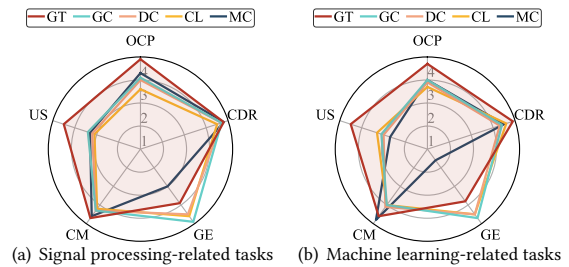 GT GC DC CL MC
GT GC DC CL MC
OCP
OCP
4
4
3
3
US
CDR
US
CDR
2
2
1
1
CM
GE
CM
GE
(a) Signal processing-related tasks
(b) Machine learning-related tasks